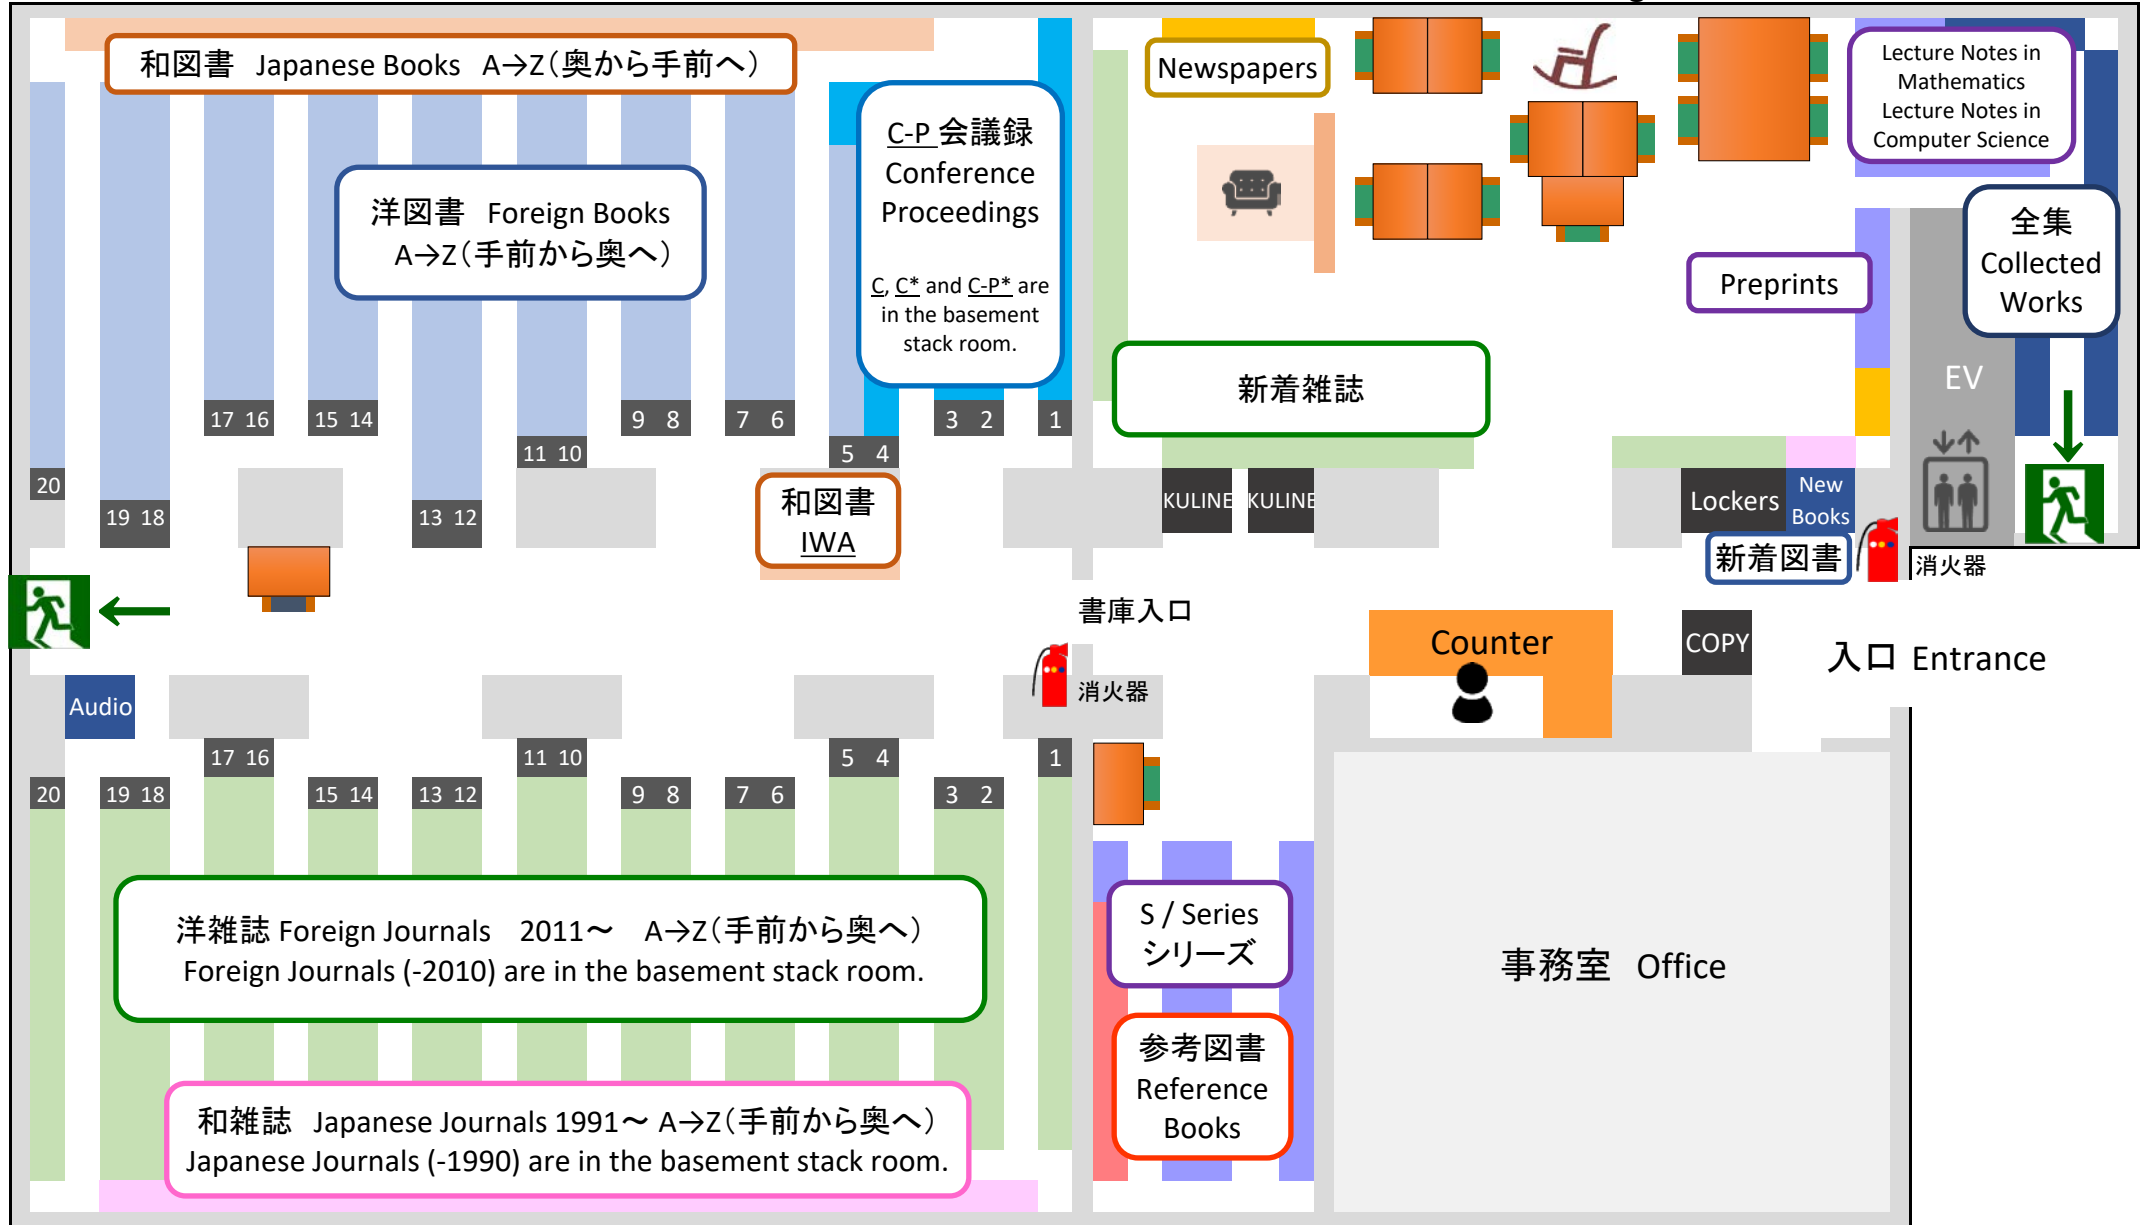 和図書 Japanese Books A→Z(奥から手前へ)
洋図書 Foreign Books
A→Z(手前から奥へ)
C-P 会議録
Conference
Proceedings
C, C* and C-P* are
in the basement
stack room.
Newspapers
Lecture Notes in
Mathematics
Lecture Notes in
Computer Science
全集
Collected
Works
Preprints
新着雑誌
EV
17 16
15 14
9 8
7 6
3 2
1
11 10
5 4
20
19 18
13 12
和図書
IWA
KULINE
KULINE
Lockers
New
Books
新着図書
消火器
書庫入口
Counter
COPY
入口 Entrance
消火器
Audio
17 16
11 10
5 4
1
20
19 18
15 14
13 12
9 8
7 6
3 2
洋雑誌 Foreign Journals 2011～ A→Z(手前から奥へ)
Foreign Journals (-2010) are in the basement stack room.
和雑誌 Japanese Journals 1991～ A→Z(手前から奥へ)
Japanese Journals (-1990) are in the basement stack room.
S / Series
シリーズ
参考図書
Reference
Books
事務室 Office